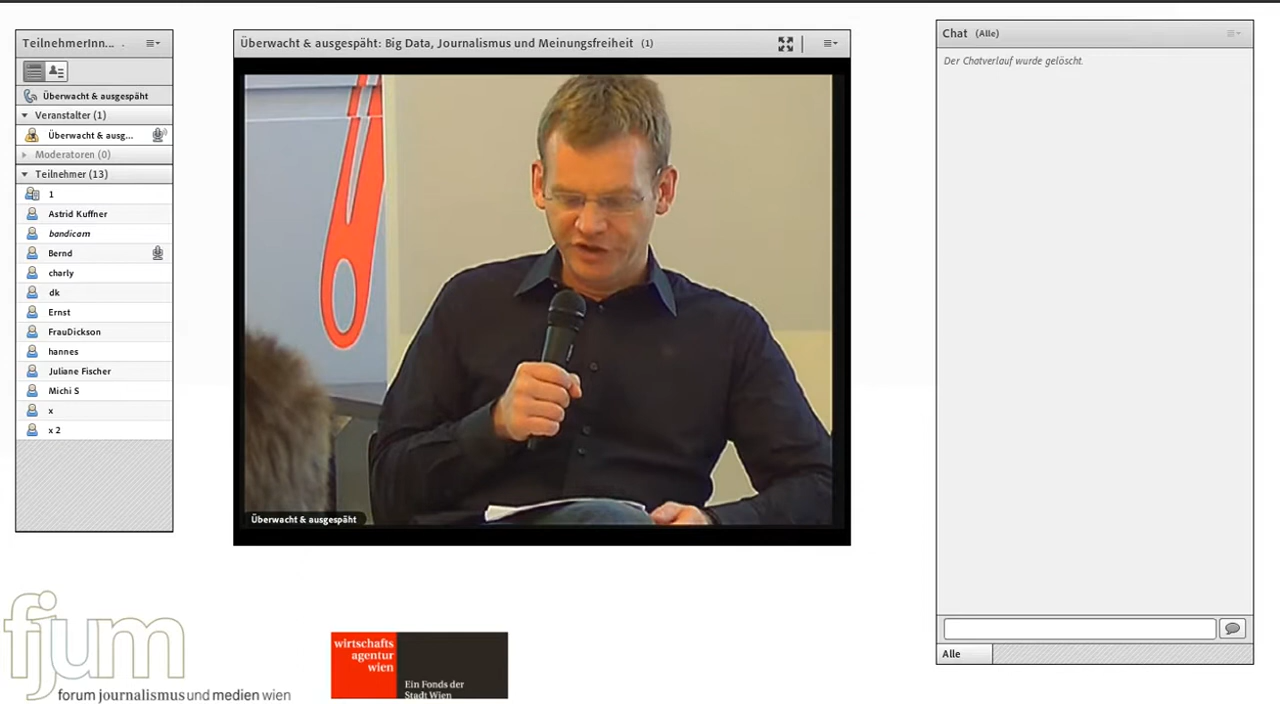 TeilnehmerInn... .
Überwacht & ausgespäht
Veranstalter (1)
Überwacht & ausg...
Moderatoren (0)
Teilnehmer (13)
1
Astrid Kuffner
bandicam
Bernd
charly
dk
Ernst
FrauDickson
hannes
Juliane Fischer
Michi S
x
x 2
Überwacht & ausgespäht: Big Data, Journalismus und Meinungsfreiheit (1)
Überwacht & ausgespäht
Chat (Alle)
Der Chatverlauf wurde gelöscht.
Alle
fjum
forum journalismus und medien wien
wirtschafts
agentur
wien
Ein Fonds der
Stadt Wien